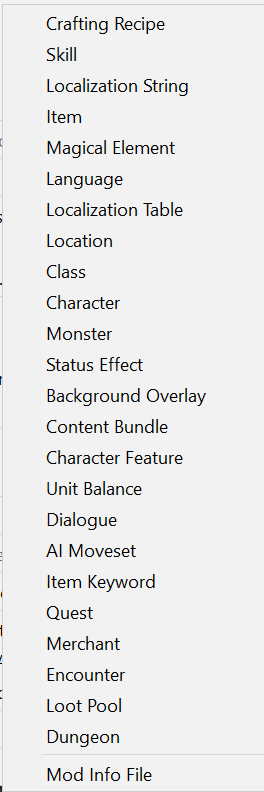 Crafting Recipe
Skill
Localization String
Item
Magical Element
Language
Localization Table
Location
Class
Character
Monster
Status Effect
Background Overlay
Content Bundle
Character Feature
Unit Balance
Dialogue
AI Moveset
Item Keyword
Quest
Merchant
Encounter
Loot Pool
Dungeon
Mod Info File